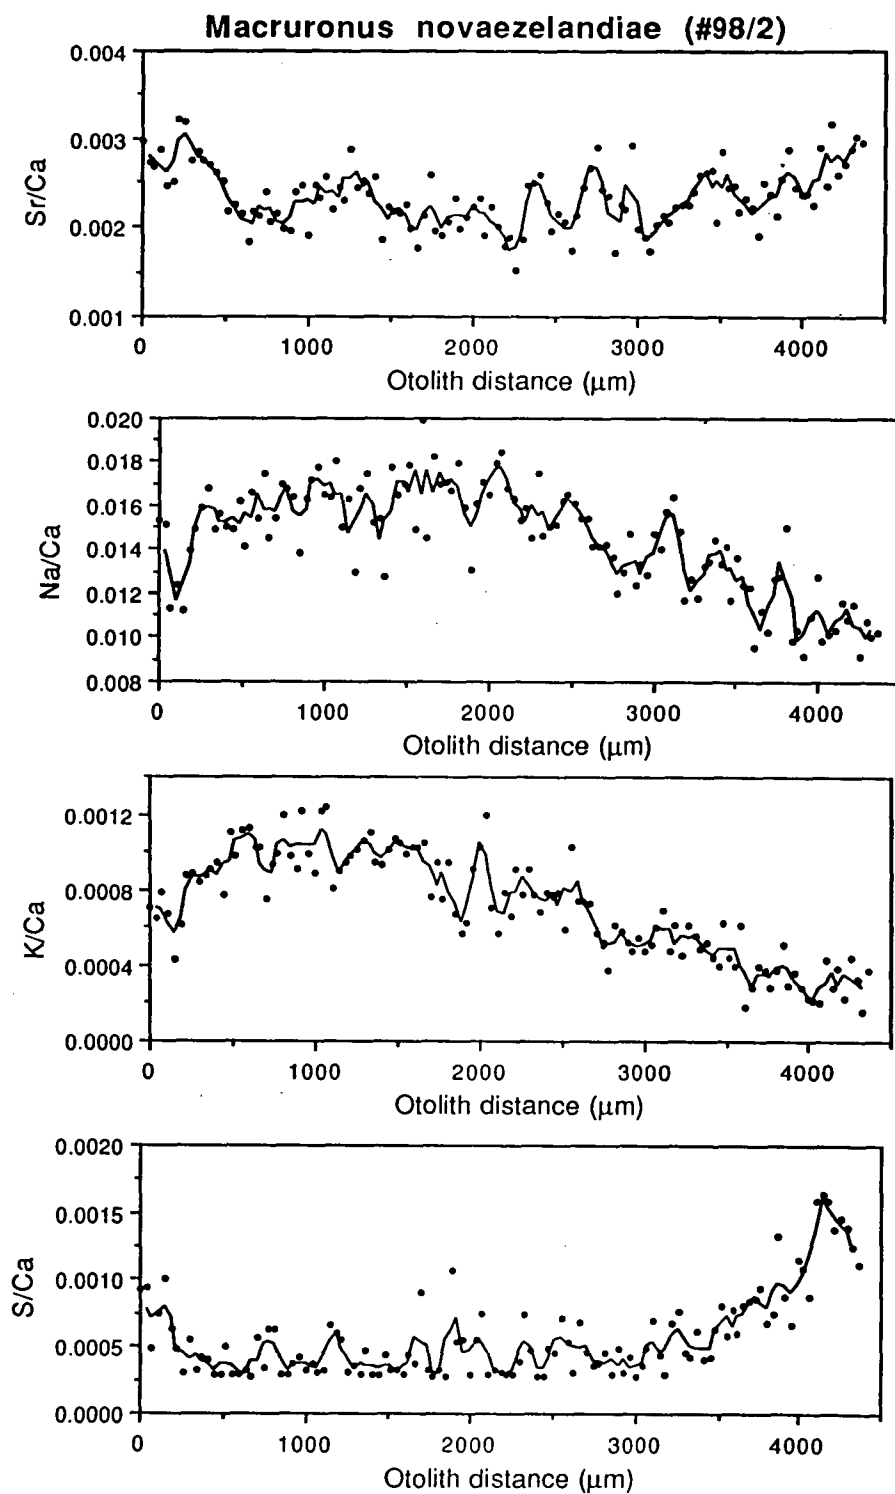 Macruronus novaezelandiae (#98/2)
0.004
0.003
0.002
0.001
Sr/Ca
0 1000 2000 3000 4000
Otolith distance (μm)
0.020
0.018
0.016
0.014
0.012
0.010
0.008
Na/Ca
0 1000 2000 3000 4000
Otolith distance (μm)
0.0012
0.0008
0.0004
0.0000
K/Ca
0 1000 2000 3000 4000
Otolith distance (μm)
0.0020
0.0015
0.0010
0.0005
0.0000
S/Ca
0 1000 2000 3000 4000
Otolith distance (μm)